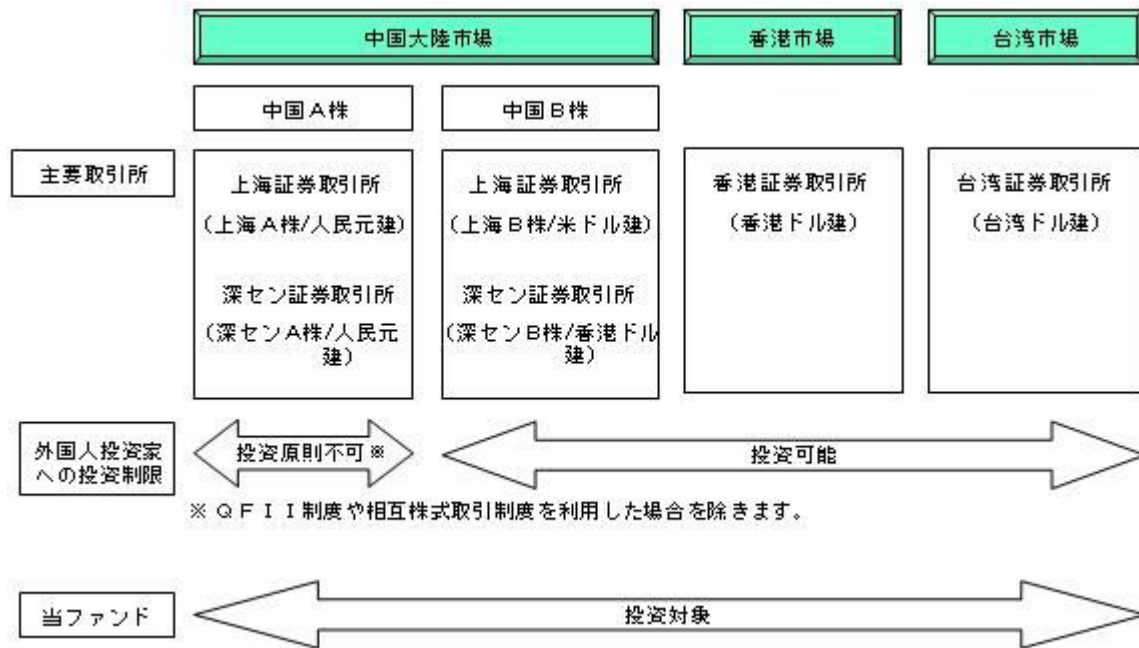 中国大陸市場
香港市場
台湾市場
中国Ａ株
中国Ｂ株
主要取引所
上海証券取引所
(上海Ａ株/人民元建)
深セン証券取引所
(深センＡ株/人民元
建)
上海証券取引所
(上海Ｂ株/米ドル建)
深セン証券取引所
(深センＢ株/香港ドル
建)
香港証券取引所
(香港ドル建)
台湾証券取引所
(台湾ドル建)
外国人投資家
への投資制限
投資原則不可※
投資可能
※ＱＦＩＩ制度や相互株式取引制度を利用した場合を除きます。
当ファンド
投資対象